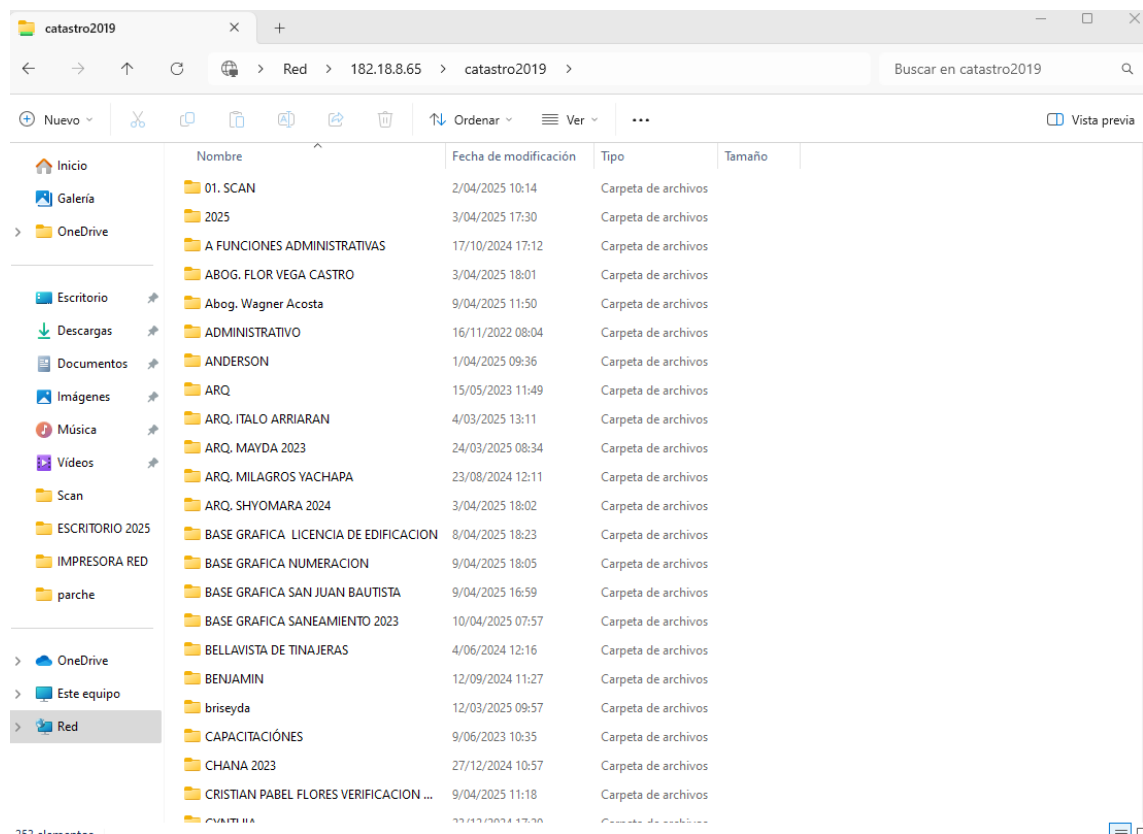 catastro2019
Red > 182.18.8.65 > catastro2019 >
Buscar en catastro2019
Nuevo
Ordenar
Ver
Vista previa
Inicio
Galería
OneDrive
Escritorio
Descargas
Documentos
Imágenes
Música
Vídeos
Scan
ESCRITORIO 2025
IMPRESORA RED
parche
OneDrive
Este equipo
Red
Nombre Fecha de modificación Tipo Tamaño
01. SCAN 2/04/2025 10:14 Carpeta de archivos
2025 3/04/2025 17:30 Carpeta de archivos
A FUNCIONES ADMINISTRATIVAS 17/10/2024 17:12 Carpeta de archivos
ABOG. FLOR VEGA CASTRO 3/04/2025 18:01 Carpeta de archivos
Abog. Wagner Acosta 9/04/2025 11:50 Carpeta de archivos
ADMINISTRATIVO 16/11/2022 08:04 Carpeta de archivos
ANDERSON 1/04/2025 09:36 Carpeta de archivos
ARQ 15/05/2023 11:49 Carpeta de archivos
ARQ. ITALO ARRIARAN 4/03/2025 13:11 Carpeta de archivos
ARQ. MAYDA 2023 24/03/2025 08:34 Carpeta de archivos
ARQ. MILAGROS YACHAPA 23/08/2024 12:11 Carpeta de archivos
ARQ. SHYOMARA 2024 3/04/2025 18:02 Carpeta de archivos
BASE GRAFICA  LICENCIA DE EDIFICACION 8/04/2025 18:23 Carpeta de archivos
BASE GRAFICA NUMERACION 9/04/2025 18:05 Carpeta de archivos
BASE GRAFICA SAN JUAN BAUTISTA 9/04/2025 16:59 Carpeta de archivos
BASE GRAFICA SANEAMIENTO 2023 10/04/2025 07:57 Carpeta de archivos
BELLAVISTA DE TINAJERAS 4/06/2024 12:16 Carpeta de archivos
BENJAMIN 12/09/2024 11:27 Carpeta de archivos
briseyda 12/03/2025 09:57 Carpeta de archivos
CAPACITACIÓNES 9/06/2023 10:35 Carpeta de archivos
CHANA 2023 27/12/2024 10:57 Carpeta de archivos
CRISTIAN PABEL FLORES VERIFICACION ... 9/04/2025 11:18 Carpeta de archivos
CYNTHIA Carpeta de archivos
elementos